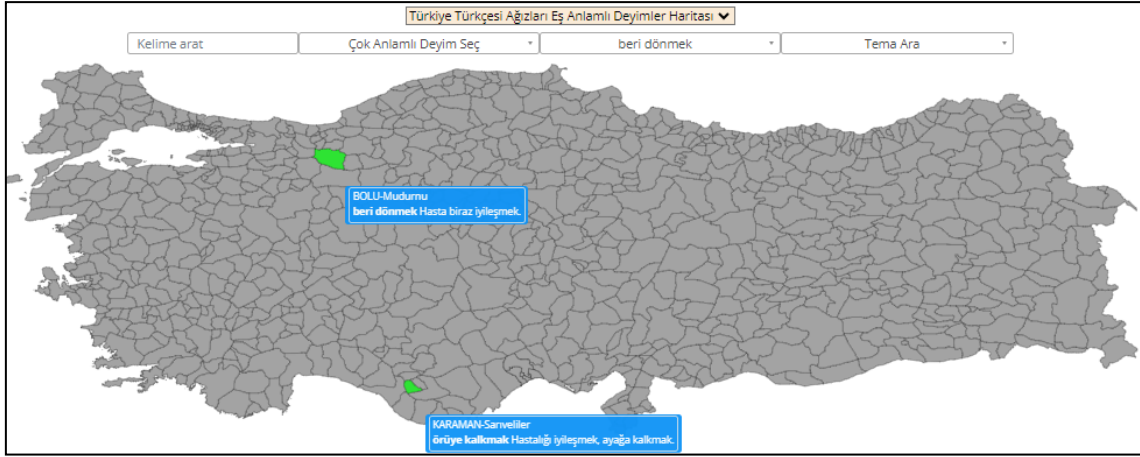 Türkiye Türkçesi Ağızları Eş Anlamlı Deyimler Haritası
Kelime arat
Çok Anlamlı Deyim Seç
beri dönmek
Tema Ara
BOLU-Mudurnu
beri dönmek Hasta biraz iyileşmek.
KARAMAN-Sarıveliler
örüye kalkmak Hastalığı iyileşmek, ayağa kalkmak.